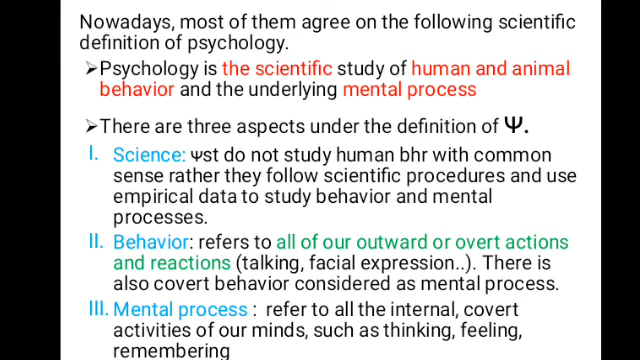 Nowadays, most of them agree on the following scientific
definition of psychology.
➢Psychology is the scientific study of human and animal
behavior and the underlying mental process
➢There are three aspects under the definition of Ψ.
I. Science: Ψst do not study human bhr with common
sense rather they follow scientific procedures and use
empirical data to study behavior and mental
processes.
II. Behavior: refers to all of our outward or overt actions
and reactions (talking, facial expression..). There is
also covert behavior considered as mental process.
III. Mental process : refer to all the internal, covert
activities of our minds, such as thinking, feeling,
remembering